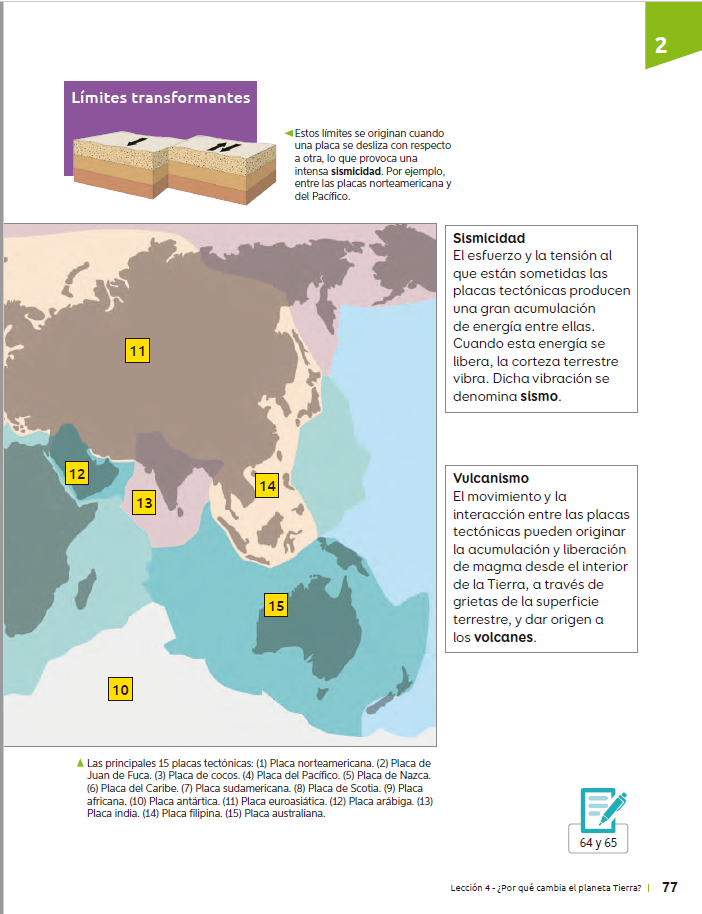 2
Límites transformantes
Estos límites se originan cuando
una placa se desliza con respecto
a otra, lo que provoca una
intensa sismicidad. Por ejemplo,
entre las placas norteamericana y
del Pacífico.
Sismicidad
El esfuerzo y la tensión al
que están sometidas las
placas tectónicas producen
una gran acumulación
de energía entre ellas.
Cuando esta energía se
libera, la corteza terrestre
vibra. Dicha vibración se
denomina sismo.
11
12
13
14
15
10
Vulcanismo
El movimiento y la
interacción entre las placas
tectónicas pueden originar
la acumulación y liberación
de magma desde el interior
de la Tierra, a través de
grietas de la superficie
terrestre, y dar origen a
los volcanes.
Las principales 15 placas tectónicas: (1) Placa norteamericana. (2) Placa de
Juan de Fuca. (3) Placa de cocos. (4) Placa del Pacífico. (5) Placa de Nazca.
(6) Placa del Caribe. (7) Placa sudamericana. (8) Placa de Scotia. (9) Placa
africana. (10) Placa antártica. (11) Placa euroasiática. (12) Placa arábiga. (13)
Placa india. (14) Placa filipina. (15) Placa australiana.
64 y 65
Lección 4 - ¿Por qué cambia el planeta Tierra? | 77